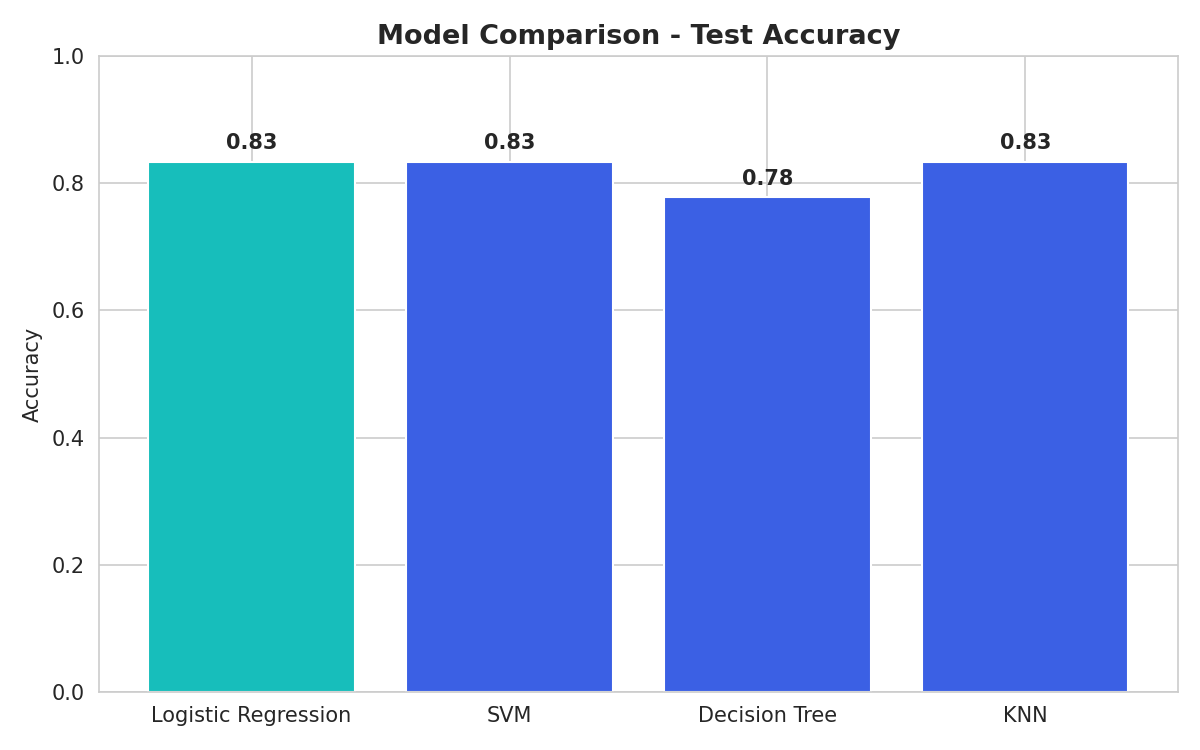 Model Comparison - Test Accuracy
1.0
0.8
0.6
0.4
0.2
0.0
Accuracy
0.83
0.83
0.78
0.83
Logistic Regression
SVM
Decision Tree
KNN